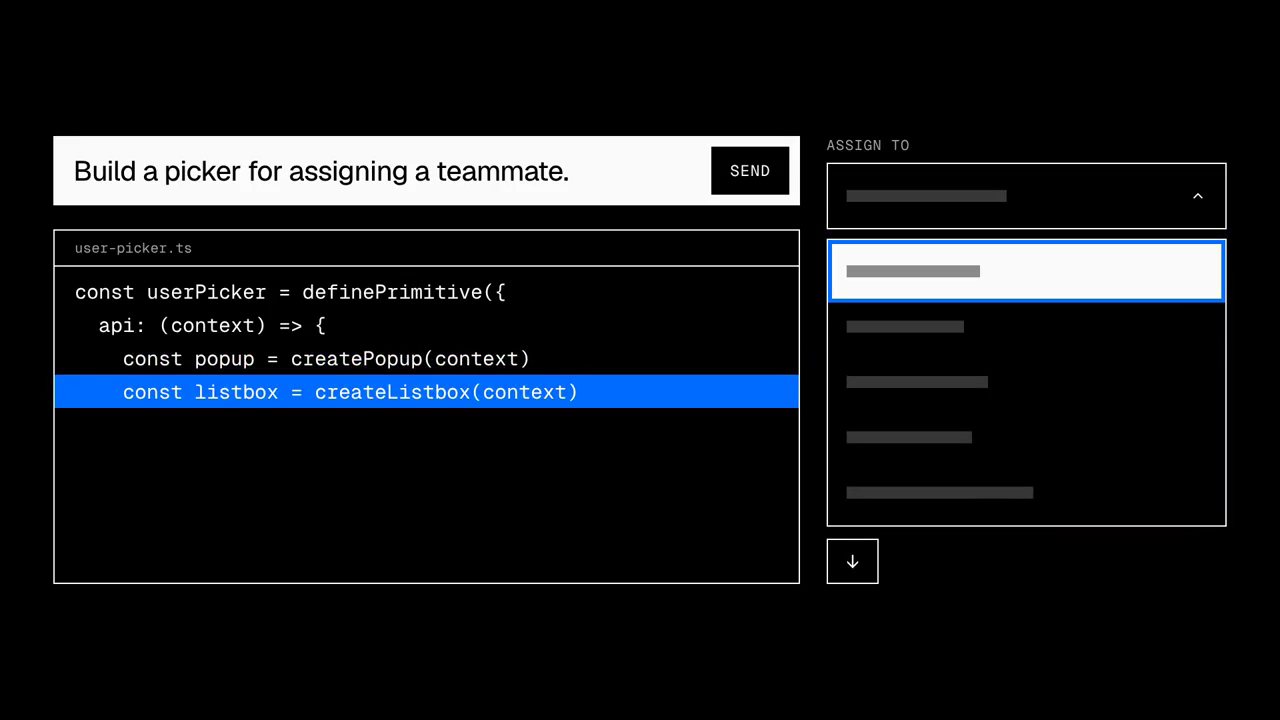 Build a picker for assigning a teammate.
SEND
user-picker.ts
const userPicker = definePrimitive({
  api: (context) => {
    const popup = createPopup(context)
    const listbox = createListbox(context)
ASSIGN TO